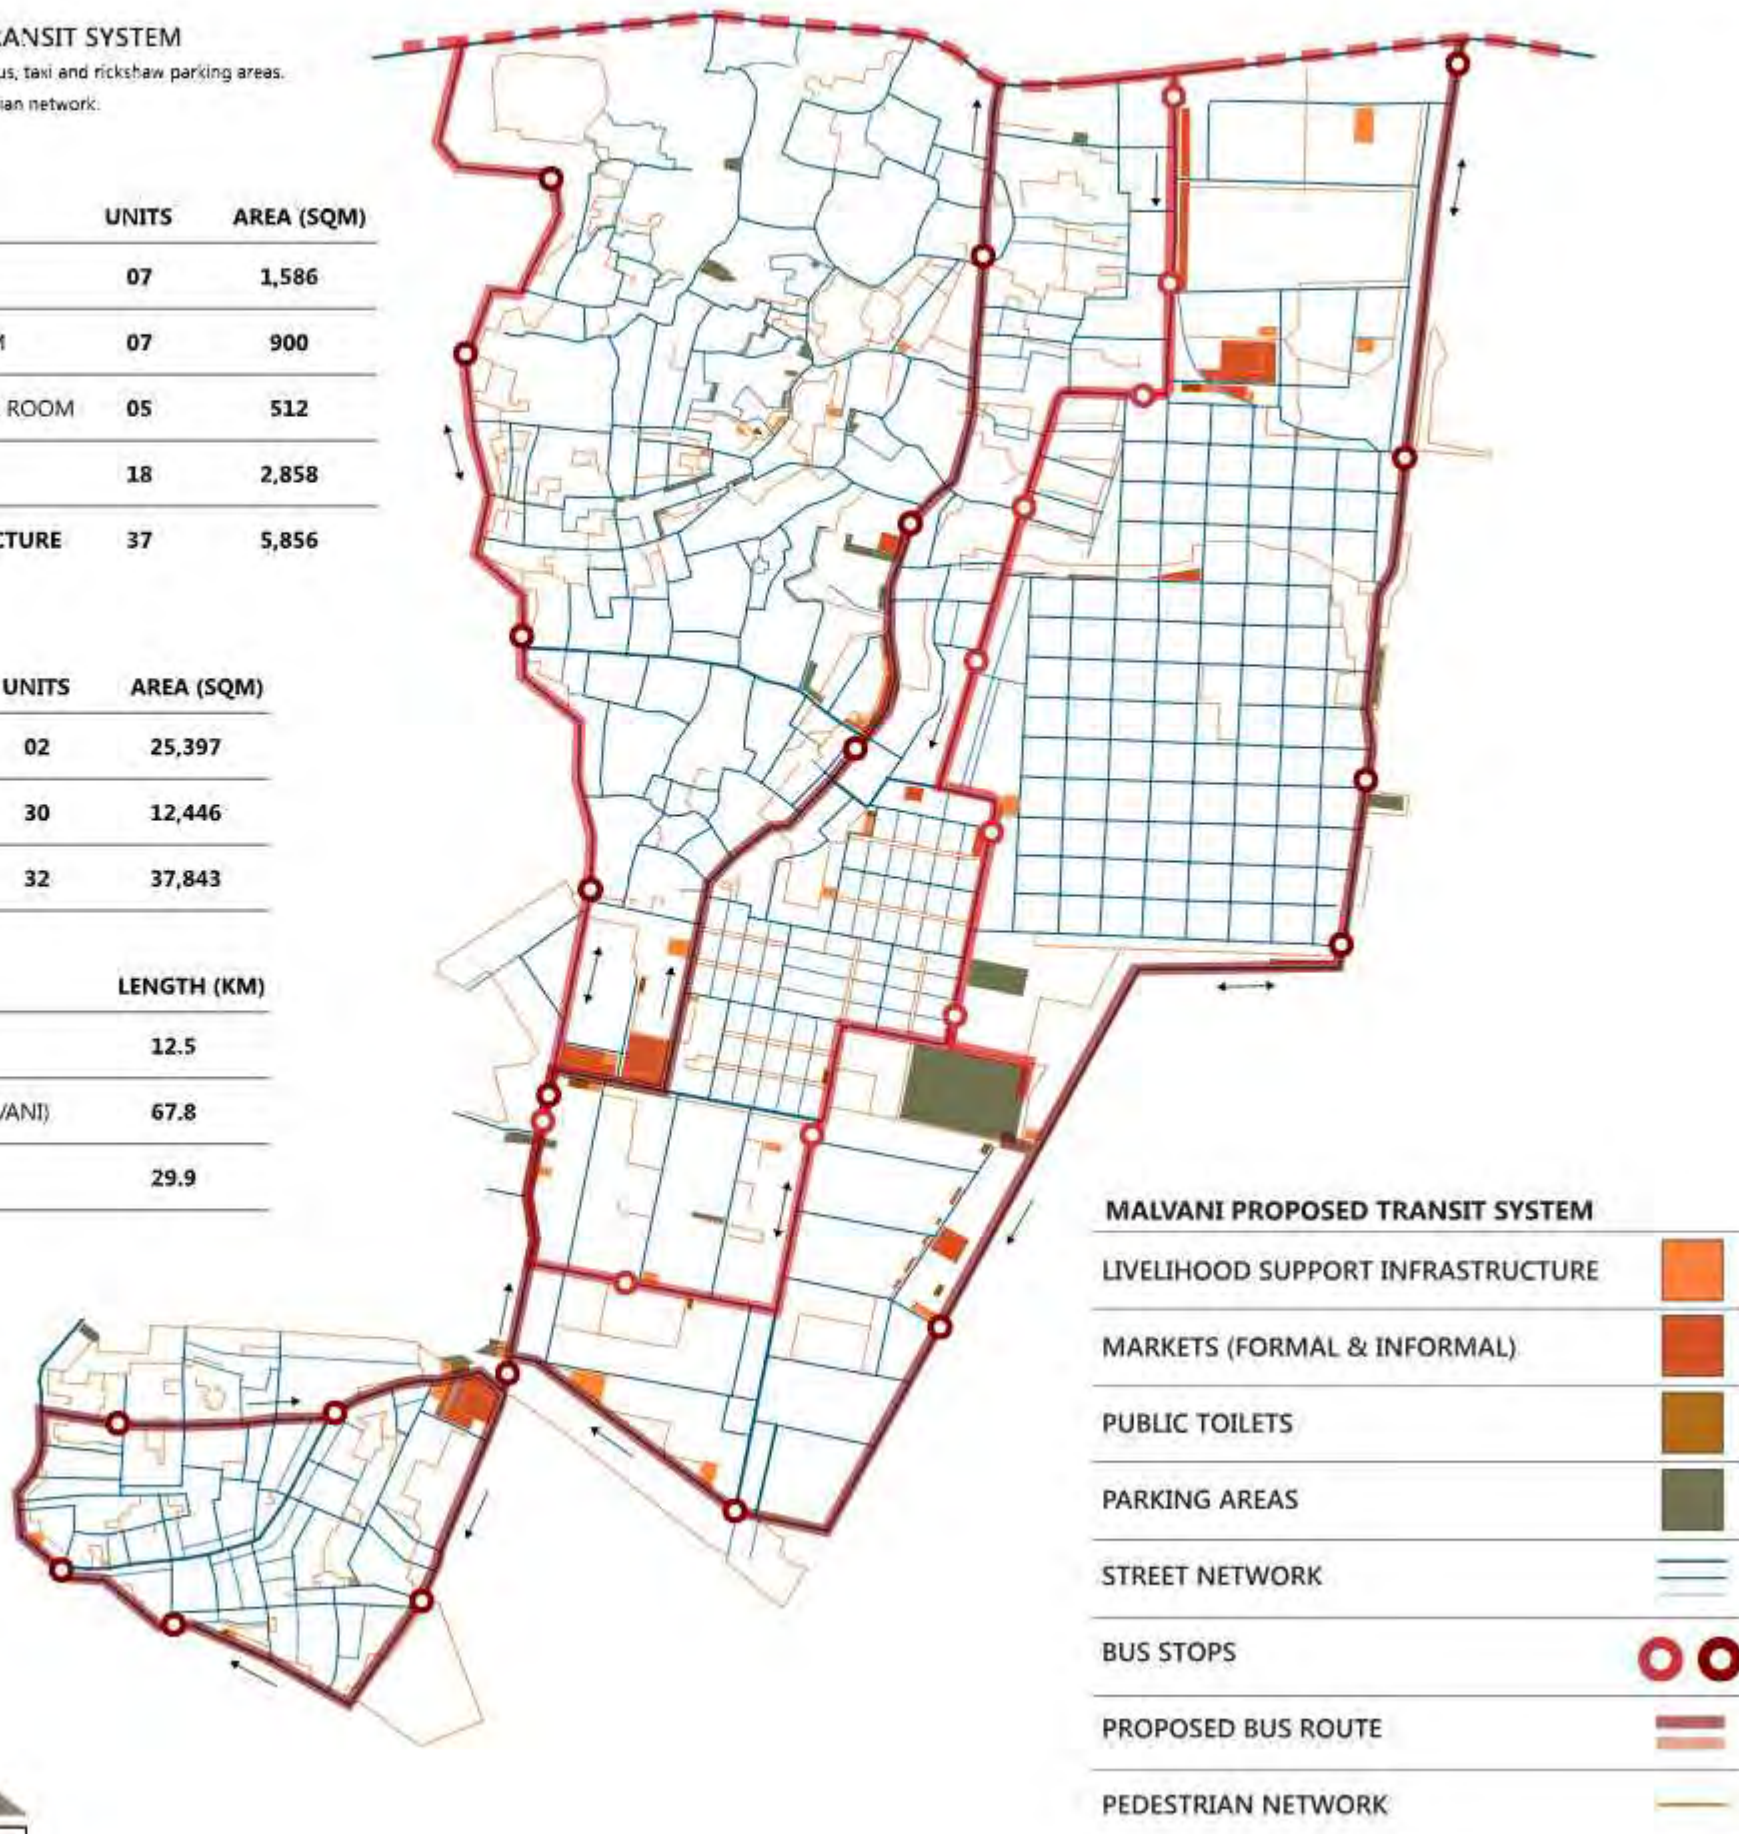 TRANSIT SYSTEM
us, taxi and rickshaw parking areas.
ian network.
UNITS AREA (SQM)
07 1,586
M 07 900
ROOM 05 512
18 2,858
CTURE 37 5,856
UNITS AREA (SQM)
02 25,397
30 12,446
32 37,843
LENGTH (KM)
12.5
VANI) 67.8
29.9
MALVANI PROPOSED TRANSIT SYSTEM
LIVELIHOOD SUPPORT INFRASTRUCTURE
MARKETS (FORMAL & INFORMAL)
PUBLIC TOILETS
PARKING AREAS
STREET NETWORK
BUS STOPS
PROPOSED BUS ROUTE
PEDESTRIAN NETWORK